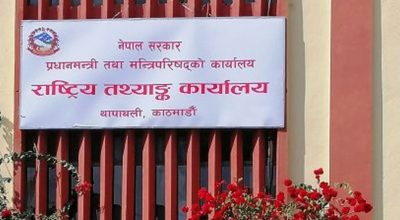 नेपाल सरकार
प्रधानमन्त्री तथा मन्त्रिपरिषद्को कार्यालय
राष्ट्रिय तथ्याङ्क कार्यालय
थापाथली, काठमाडौं